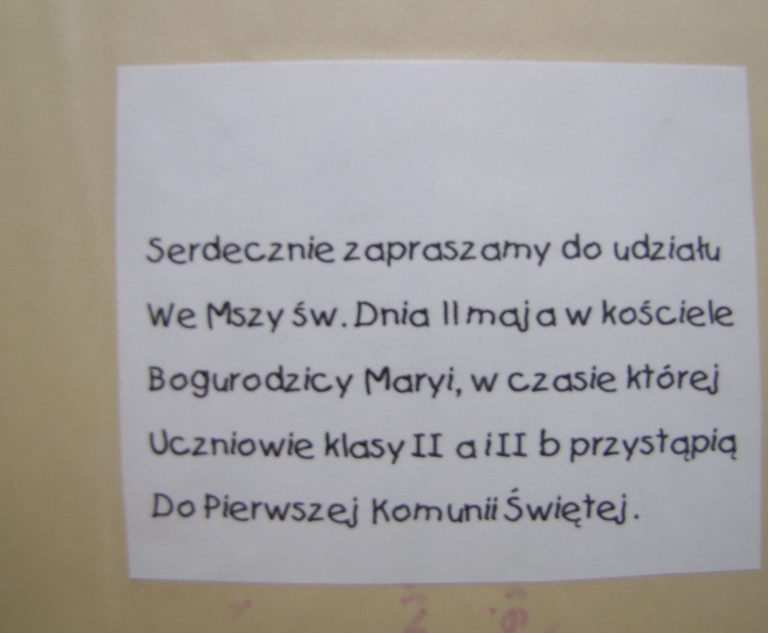 Serdecznie zapraszamy do udziału
We Mszy św. Dnia 11 maja w kościele
Bogurodzicy Maryi, w czasie której
Uczniowie klasy II a i II b przystąpią
Do Pierwszej Komunii Świętej.